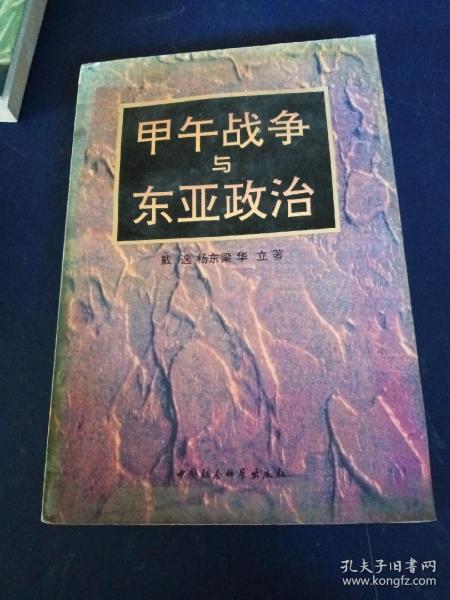 甲午战争
与
东亚政治
戴 逸 杨东梁 华 立 著
中国社会科学出版社
孔夫子旧书网
www.kongfz.com